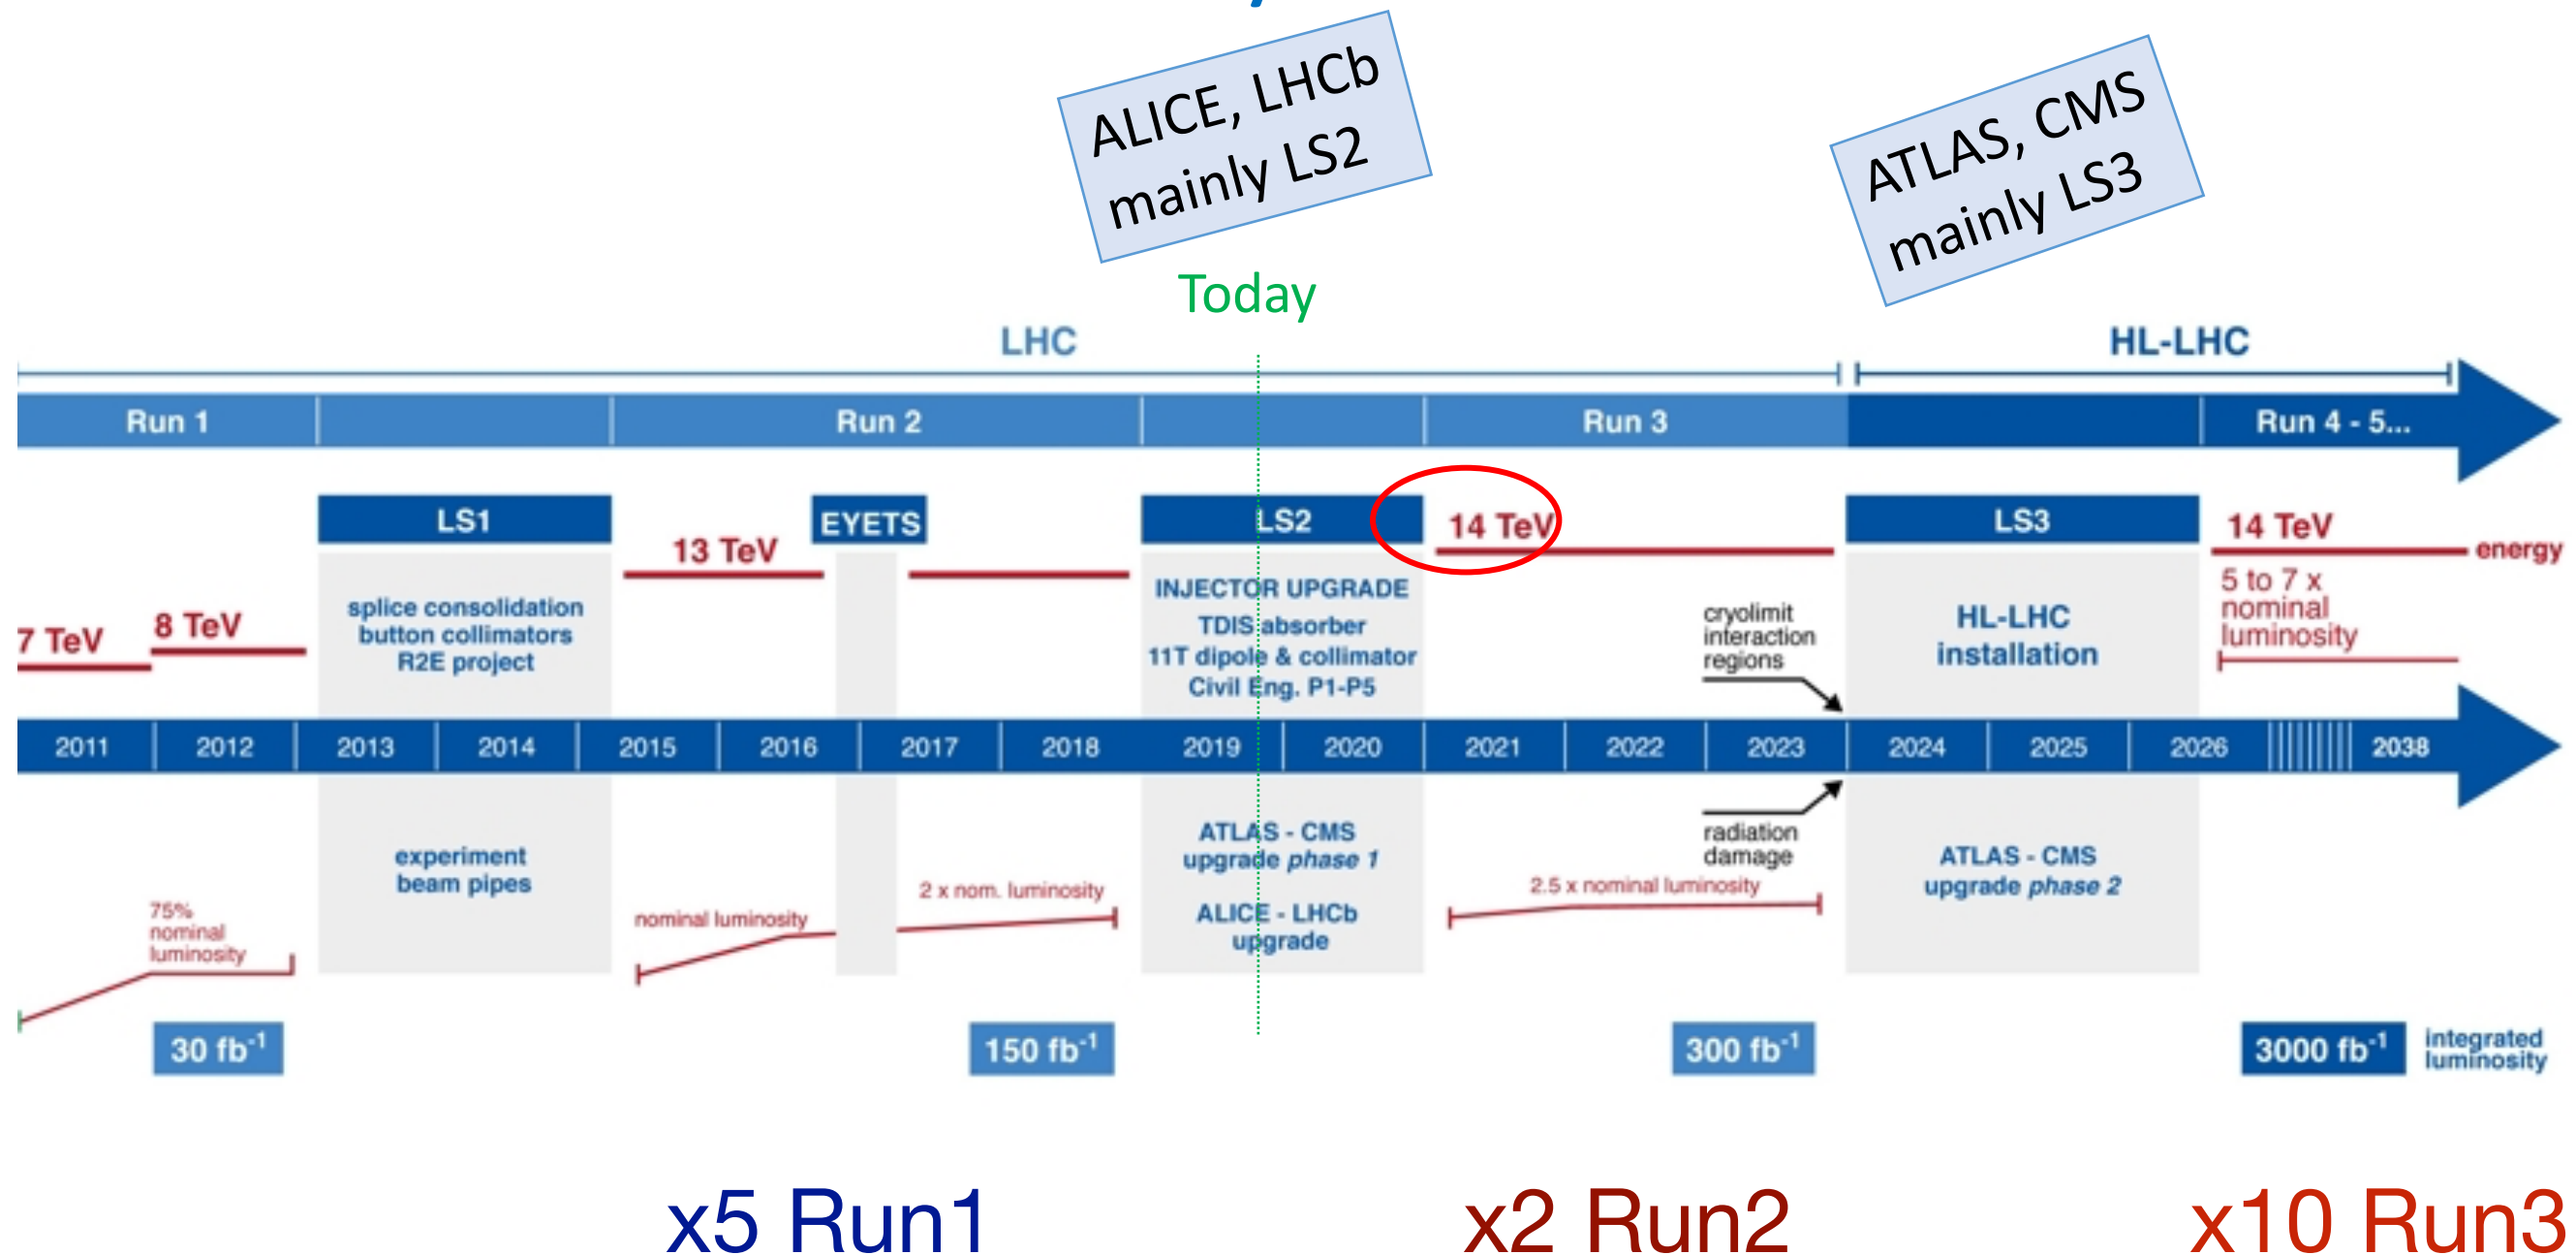 ALICE, LHCb
mainly LS2
ATLAS, CMS
mainly LS3
Today
LHC
HL-LHC
Run 1
Run 2
Run 3
Run 4 - 5...
LS1
EYETS
LS2
14 TeV
LS3
14 TeV
energy
13 TeV
7 TeV
8 TeV
splice consolidation
button collimators
R2E project
INJECTOR UPGRADE
TDIS absorber
11T dipole & collimator
Civil Eng. P1-P5
cryolimit
interaction
regions
HL-LHC
installation
5 to 7 x
nominal
luminosity
2011 2012 2013 2014 2015 2016 2017 2018 2019 2020 2021 2022 2023 2024 2025 2026 2038
experiment
beam pipes
ATLAS - CMS
upgrade phase 1
ALICE - LHCb
upgrade
radiation
damage
ATLAS - CMS
upgrade phase 2
75%
nominal
luminosity
nominal luminosity
2 x nom. luminosity
2.5 x nominal luminosity
30 fb⁻¹
150 fb⁻¹
300 fb⁻¹
3000 fb⁻¹
integrated
luminosity
x5 Run1
x2 Run2
x10 Run3